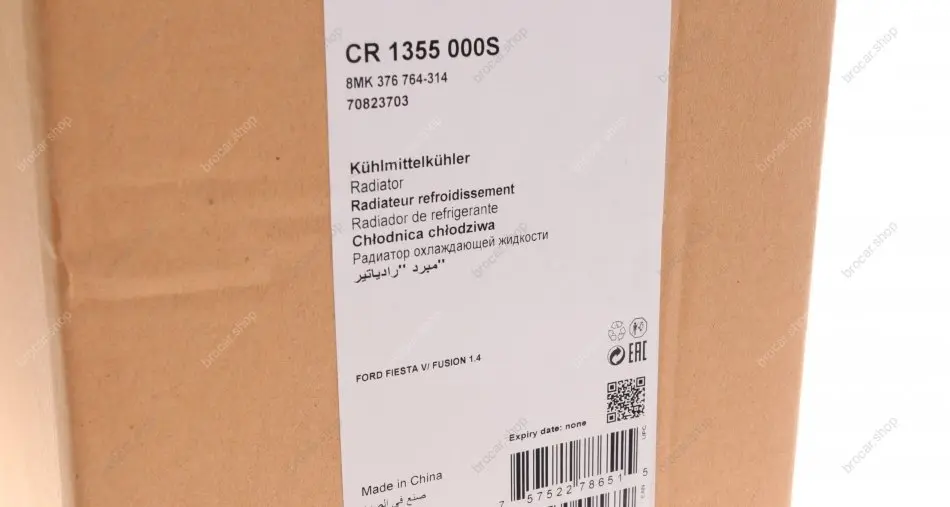 CR 1355 000S
8MK 376 764-314
70823703
Kühlmittelkühler
Radiator
Radiateur refroidissement
Radiador de refrigerante
Chłodnica chłodziwa
Радиатор охлаждающей жидкости
مبرد "رادياتير"
FORD FIESTA V/ FUSION 1.4
EAC
Expiry date: none
UPC
7 57522 78651 5
EAN
Made in China
صنع في
brocar.shop